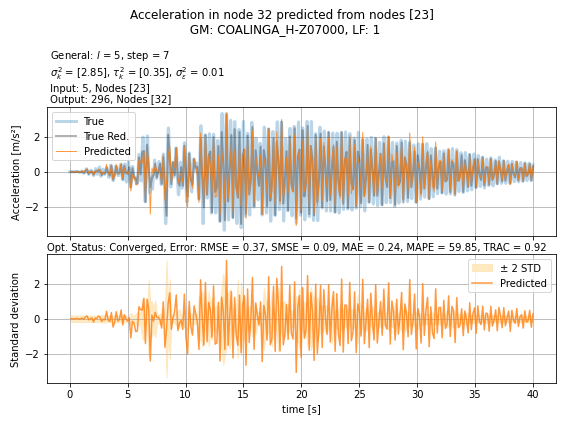 Acceleration in node 32 predicted from nodes [23]
GM: COALINGA_H-Z07000, LF: 1
General: l = 5, step = 7
σ²ₖ = [2.85], τ²ₖ = [0.35], σ²ε = 0.01
Input: 5, Nodes [23]
Output: 296, Nodes [32]
True
True Red.
Predicted
Acceleration [m/s²]
2
0
−2
Opt. Status: Converged, Error: RMSE = 0.37, SMSE = 0.09, MAE = 0.24, MAPE = 59.85, TRAC = 0.92
± 2 STD
Predicted
Standard deviation
2
0
−2
0 5 10 15 20 25 30 35 40
time [s]